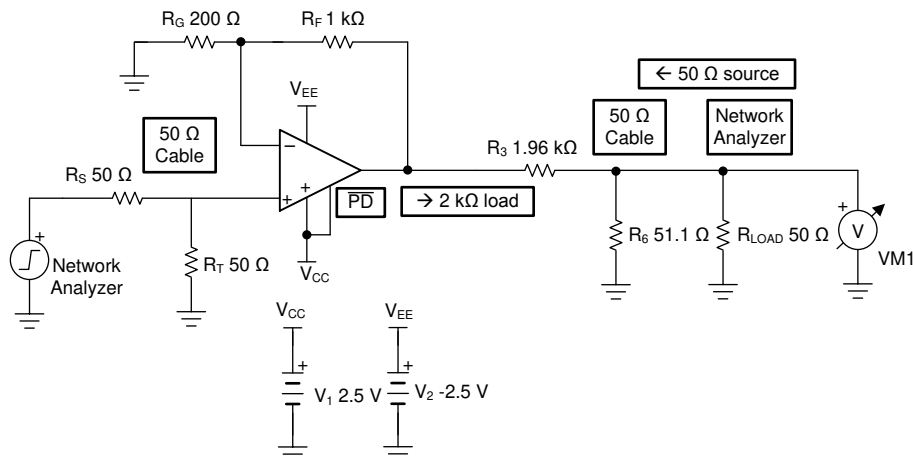 R_G 200 Ω
R_F 1 kΩ
← 50 Ω source
V_EE
50 Ω
Cable
50 Ω
Cable
Network
Analyzer
R_S 50 Ω
R_3 1.96 kΩ
−
+
+
PD
→ 2 kΩ load
+
V
VM1
+
Network
Analyzer
R_T 50 Ω
V_CC
R_6 51.1 Ω
R_LOAD 50 Ω
V_CC
V_EE
+
+
V_1 2.5 V
V_2 -2.5 V